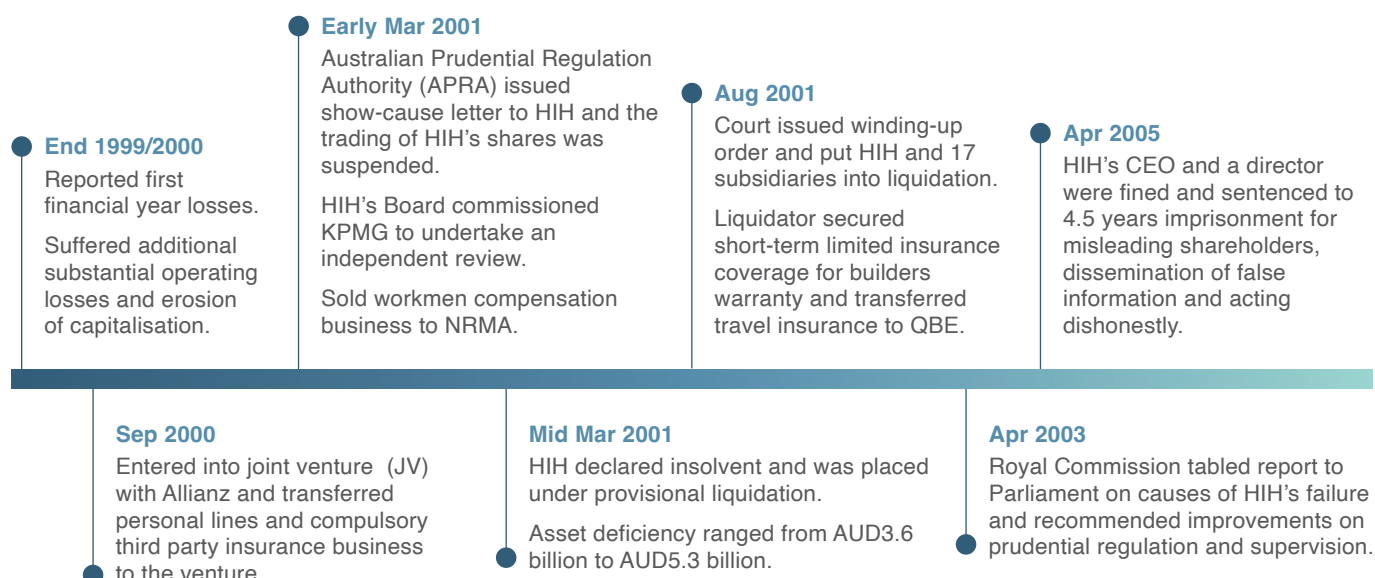 End 1999/2000
Reported first
financial year losses.
Suffered additional
substantial operating
losses and erosion
of capitalisation.
Sep 2000
Entered into joint venture (JV)
with Allianz and transferred
personal lines and compulsory
third party insurance business
to the venture
Early Mar 2001
Australian Prudential Regulation
Authority (APRA) issued
show-cause letter to HIH and the
trading of HIH’s shares was
suspended.
HIH’s Board commissioned
KPMG to undertake an
independent review.
Sold workmen compensation
business to NRMA.
Mid Mar 2001
HIH declared insolvent and was placed
under provisional liquidation.
Asset deficiency ranged from AUD3.6
billion to AUD5.3 billion.
Aug 2001
Court issued winding-up
order and put HIH and 17
subsidiaries into liquidation.
Liquidator secured
short-term limited insurance
coverage for builders
warranty and transferred
travel insurance to QBE.
Apr 2003
Royal Commission tabled report to
Parliament on causes of HIH’s failure
and recommended improvements on
prudential regulation and supervision.
Apr 2005
HIH’s CEO and a director
were fined and sentenced to
4.5 years imprisonment for
misleading shareholders,
dissemination of false
information and acting
dishonestly.